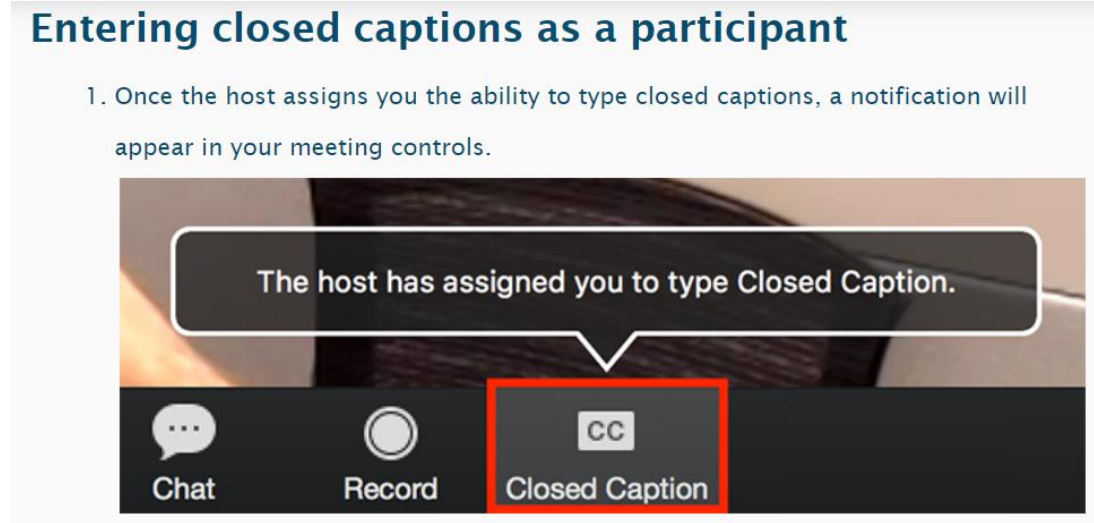 Entering closed captions as a participant
1. Once the host assigns you the ability to type closed captions, a notification will
appear in your meeting controls.
The host has assigned you to type Closed Caption.
CC
Chat
Record
Closed Caption